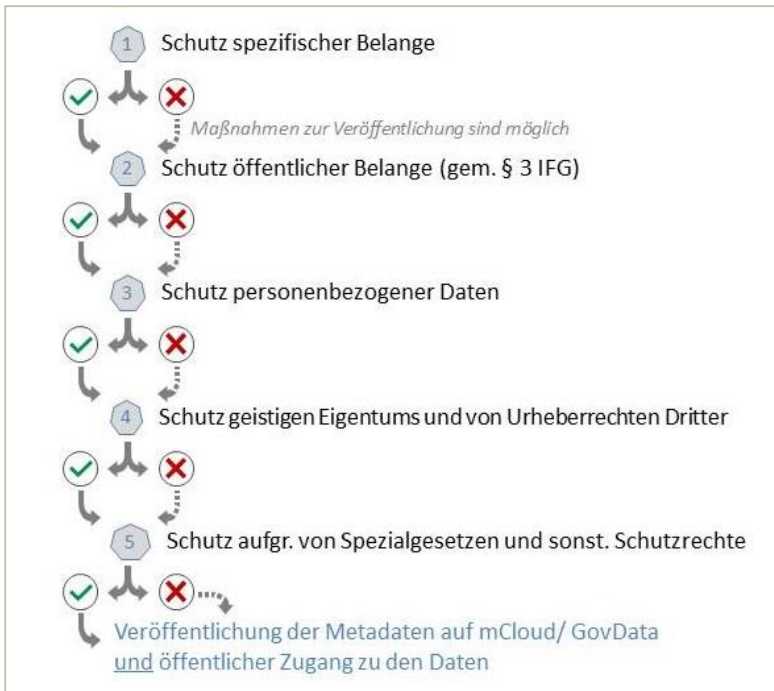 1 Schutz spezifischer Belange
Maßnahmen zur Veröffentlichung sind möglich
2 Schutz öffentlicher Belange (gem. § 3 IFG)
3 Schutz personenbezogener Daten
4 Schutz geistigen Eigentums und von Urheberrechten Dritter
5 Schutz aufgr. von Spezialgesetzen und sonst. Schutzrechte
Veröffentlichung der Metadaten auf mCloud/ GovData
und öffentlicher Zugang zu den Daten